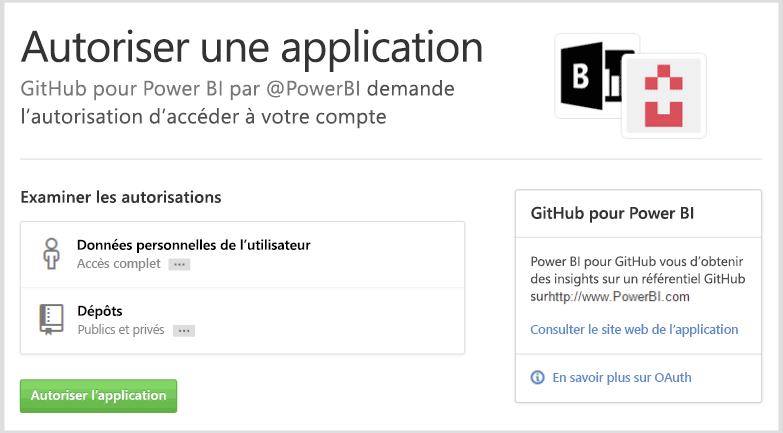 Autoriser une application
GitHub pour Power BI par @PowerBI demande
l'autorisation d'accéder à votre compte
B
Examiner les autorisations
Données personnelles de l'utilisateur
Accès complet ...
Dépôts
Publics et privés ...
Autoriser l'application
GitHub pour Power BI
Power BI pour GitHub vous d'obtenir
des insights sur un référentiel GitHub
surhttp://www.PowerBI.com
Consulter le site web de l'application
En savoir plus sur OAuth